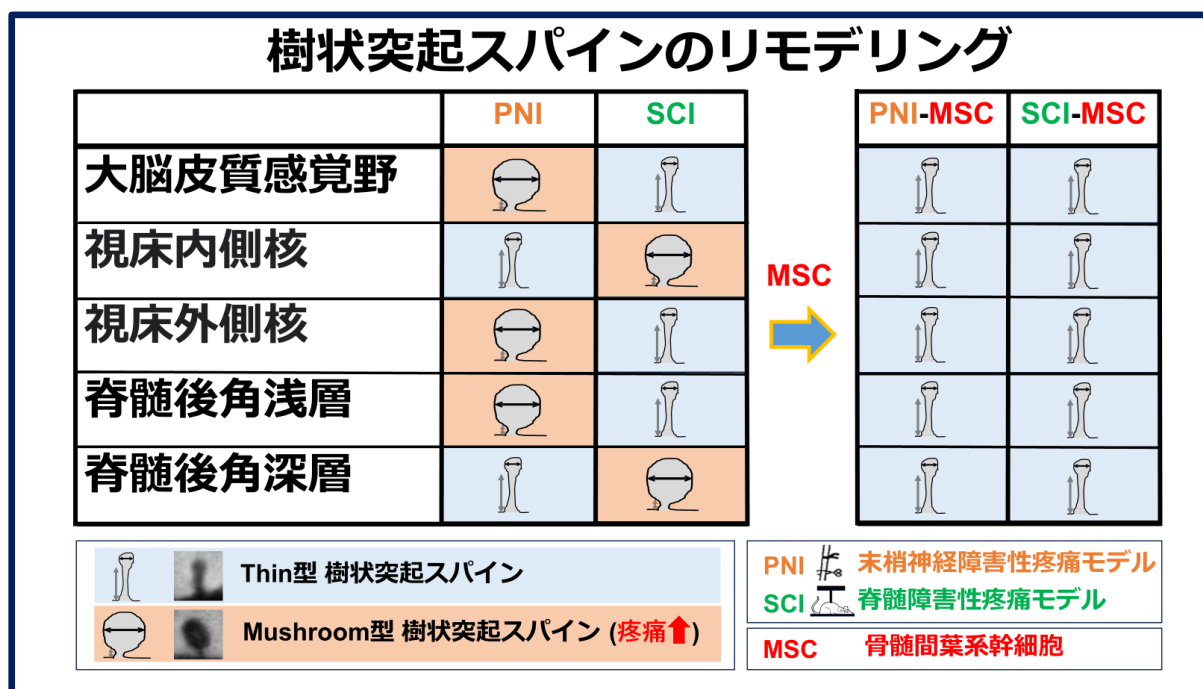 樹状突起スパインのリモデリング
PNI SCI
大脳皮質感覚野
視床内側核
視床外側核
脊髄後角浅層
脊髄後角深層
MSC
PNI-MSC SCI-MSC
Thin型 樹状突起スパイン
Mushroom型 樹状突起スパイン (疼痛⬆)
PNI 末梢神経障害性疼痛モデル
SCI 脊髄障害性疼痛モデル
MSC 骨髄間葉系幹細胞